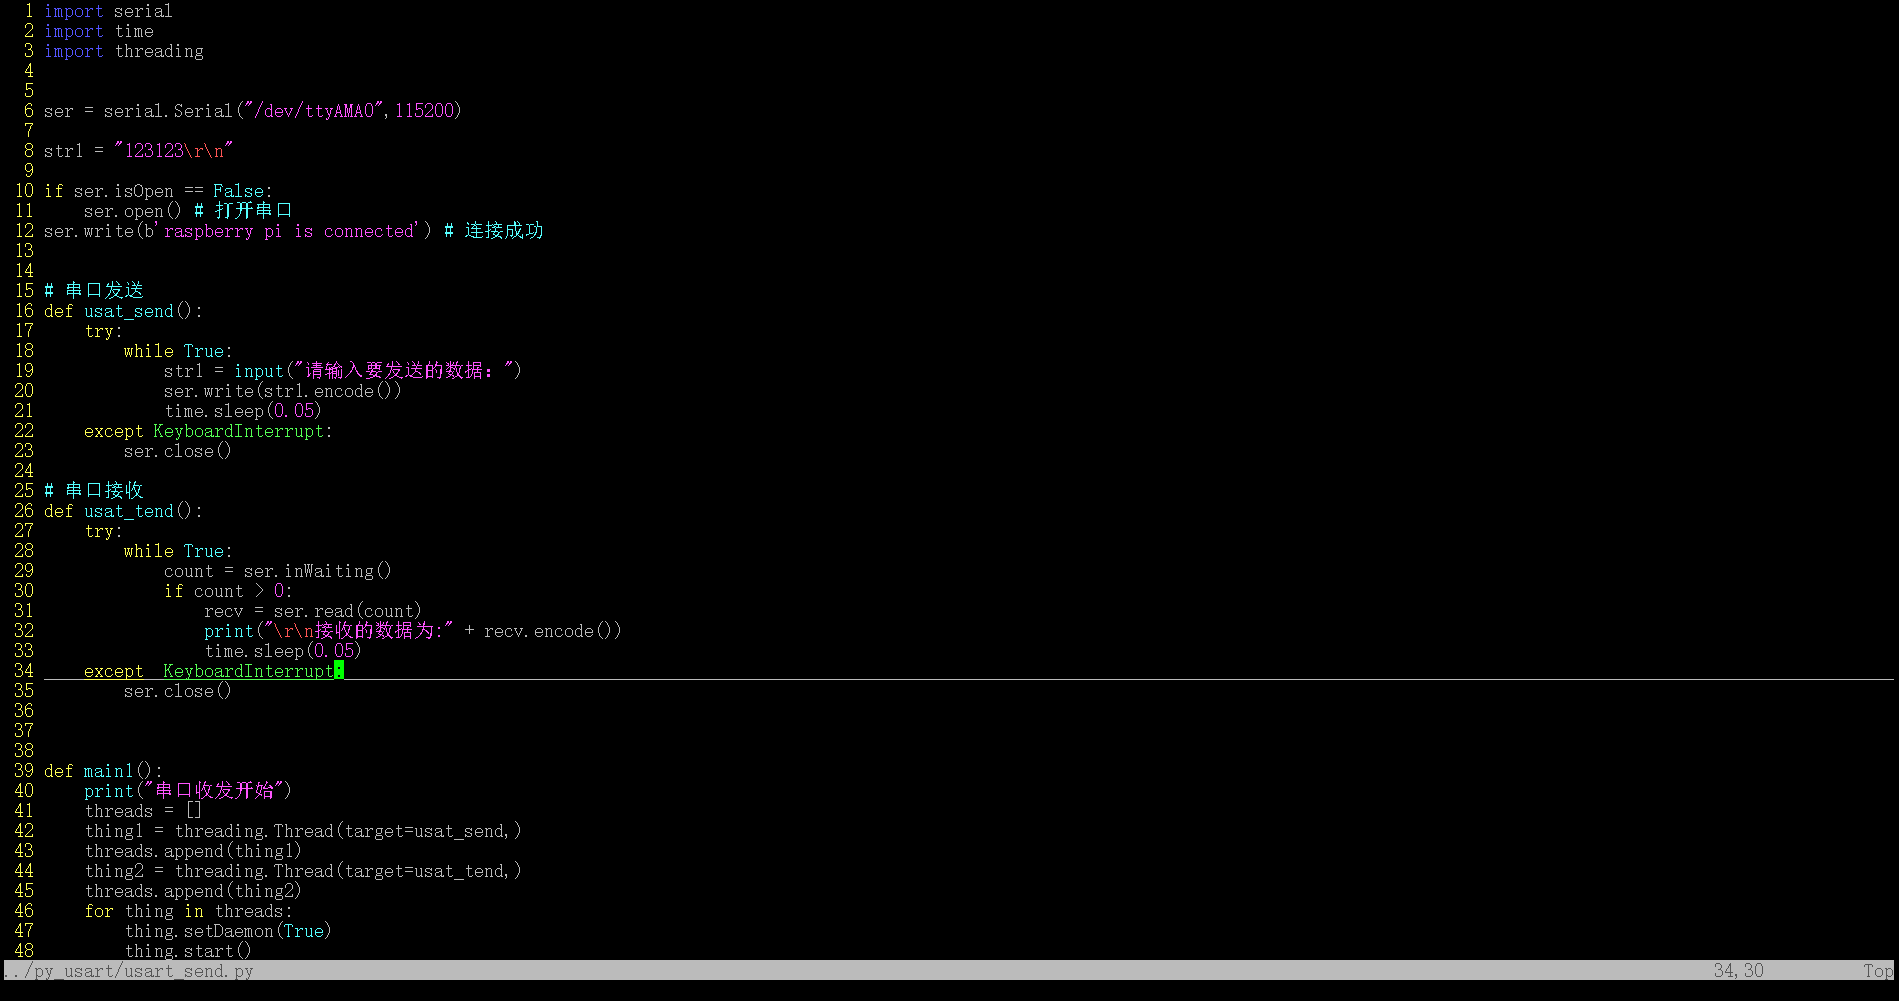 1 import serial
2 import time
3 import threading
4
5
6 ser = serial.Serial("/dev/ttyAMA0",115200)
7
8 str1 = "123123\r\n"
9
10 if ser.isOpen == False:
11     ser.open() # 打开串口
12 ser.write(b'raspberry pi is connected') # 连接成功
13
14
15 # 串口发送
16 def usat_send():
17     try:
18         while True:
19             str1 = input("请输入要发送的数据：")
20             ser.write(str1.encode())
21             time.sleep(0.05)
22     except KeyboardInterrupt:
23         ser.close()
24
25 # 串口接收
26 def usat_tend():
27     try:
28         while True:
29             count = ser.inWaiting()
30             if count > 0:
31                 recv = ser.read(count)
32                 print("\r\n接收的数据为:" + recv.encode())
33                 time.sleep(0.05)
34     except  KeyboardInterrupt:
35         ser.close()
36
37
38
39 def main1():
40     print("串口收发开始")
41     threads = []
42     thing1 = threading.Thread(target=usat_send,)
43     threads.append(thing1)
44     thing2 = threading.Thread(target=usat_tend,)
45     threads.append(thing2)
46     for thing in threads:
47         thing.setDaemon(True)
48         thing.start()
../py_usart/usart_send.py 34,30 Top